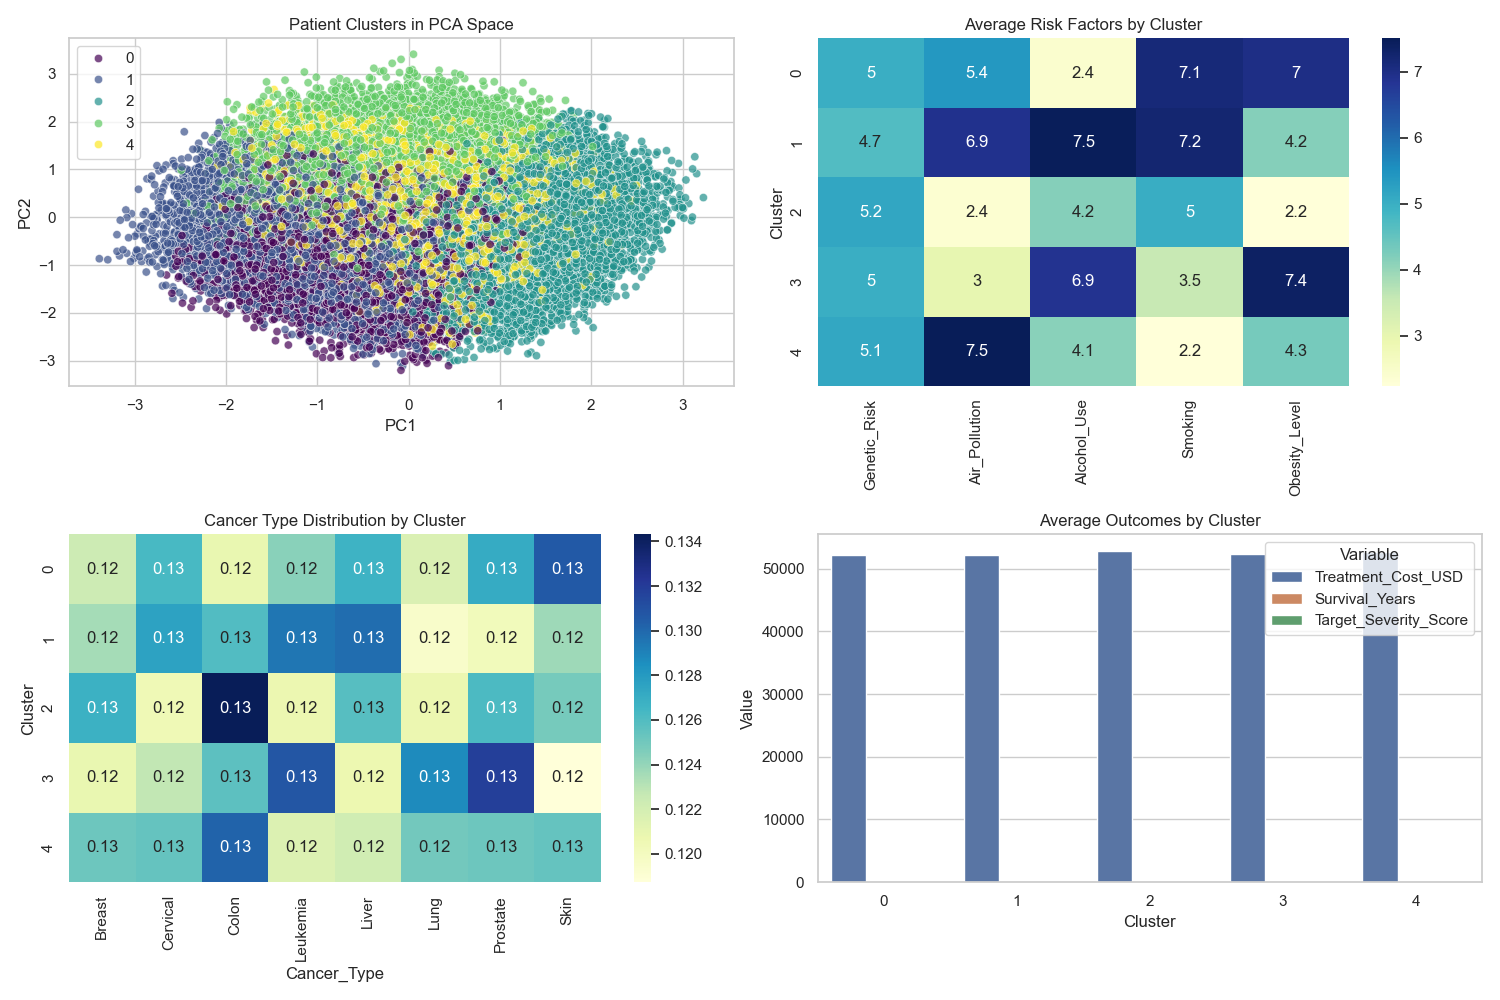 Patient Clusters in PCA Space
0
1
2
3
4
3
2
1
0
−1
−2
−3
PC2
−3
−2
−1
0
1
2
3
PC1
Average Risk Factors by Cluster
0
1
2
3
4
Cluster
5 5.4 2.4 7.1 7
4.7 6.9 7.5 7.2 4.2
5.2 2.4 4.2 5 2.2
5 3 6.9 3.5 7.4
5.1 7.5 4.1 2.2 4.3
Genetic_Risk
Air_Pollution
Alcohol_Use
Smoking
Obesity_Level
7
6
5
4
3
Cancer Type Distribution by Cluster
0
1
2
3
4
Cluster
0.12 0.13 0.12 0.12 0.13 0.12 0.13 0.13
0.12 0.13 0.13 0.13 0.13 0.12 0.12 0.12
0.13 0.12 0.13 0.12 0.13 0.12 0.13 0.12
0.12 0.12 0.13 0.13 0.12 0.13 0.13 0.12
0.13 0.13 0.13 0.12 0.12 0.12 0.13 0.13
Breast
Cervical
Colon
Leukemia
Liver
Lung
Prostate
Skin
Cancer_Type
0.134
0.132
0.130
0.128
0.126
0.124
0.122
0.120
Average Outcomes by Cluster
Variable
Treatment_Cost_USD
Survival_Years
Target_Severity_Score
50000
40000
30000
20000
10000
0
Value
0
1
2
3
4
Cluster